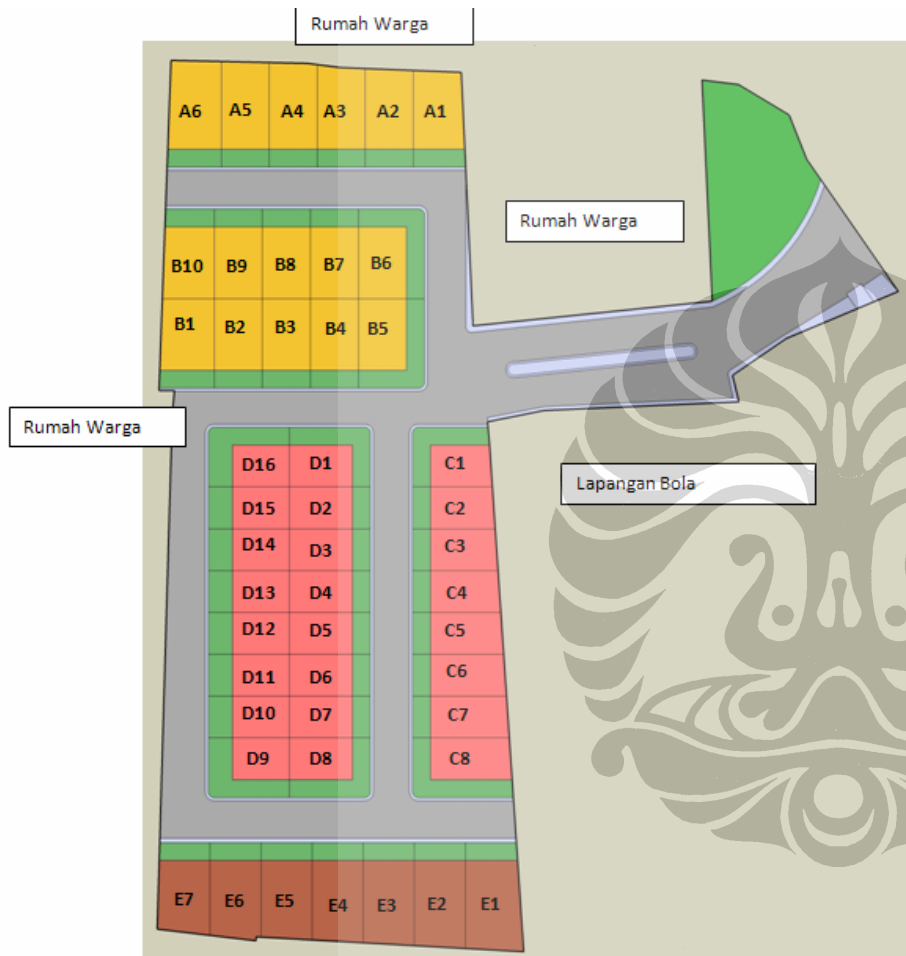 Rumah Warga
A6 A5 A4 A3 A2 A1
Rumah Warga
B10 B9 B8 B7 B6
B1 B2 B3 B4 B5
Rumah Warga
D16 D1 C1
Lapangan Bola
D15 D2 C2
D14 D3 C3
D13 D4 C4
D12 D5 C5
D11 D6 C6
D10 D7 C7
D9 D8 C8
E7 E6 E5 E4 E3 E2 E1